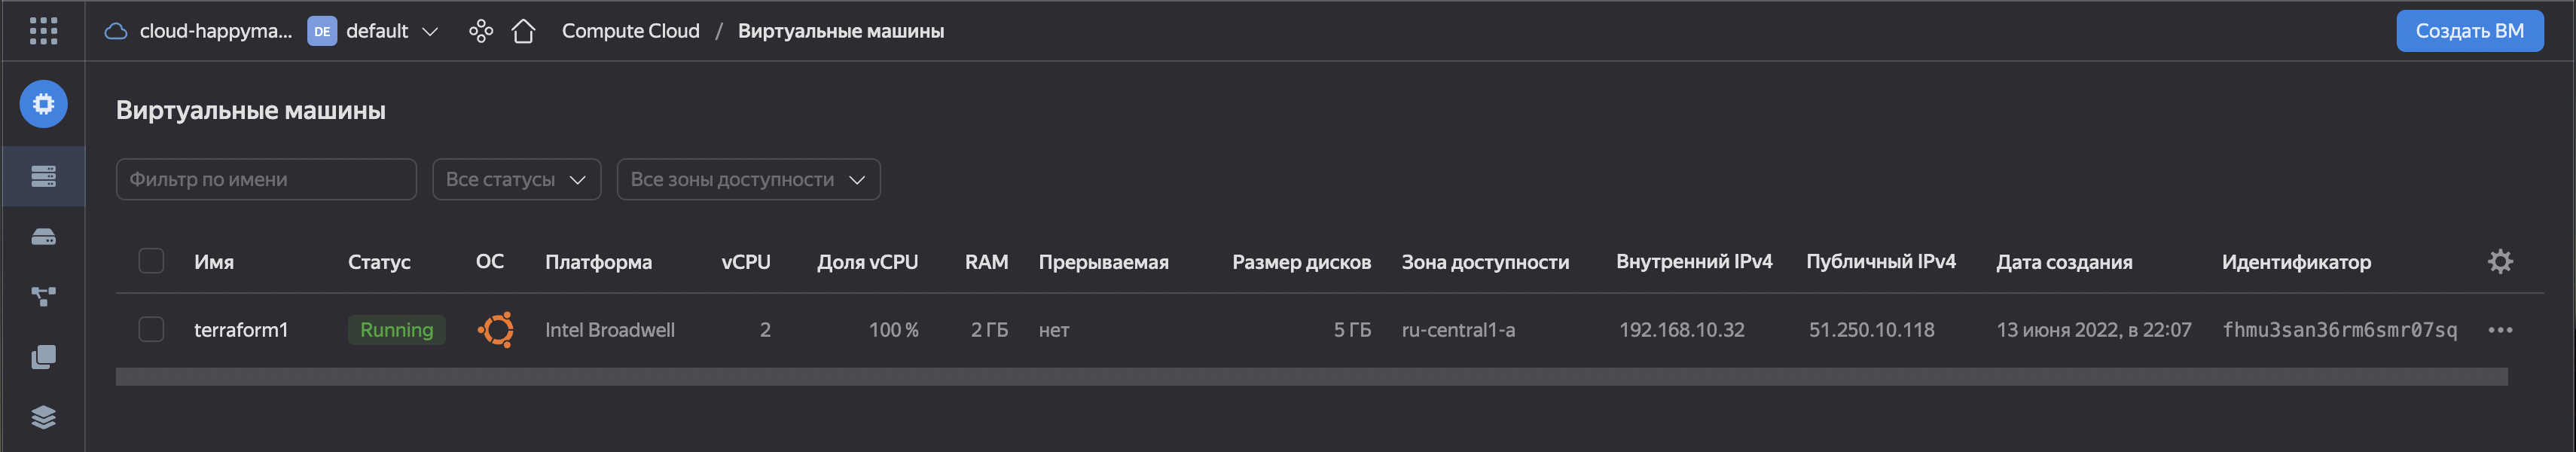 cloud-happyma... DE default Compute Cloud / Виртуальные машины Создать ВМ
Виртуальные машины
Фильтр по имени Все статусы Все зоны доступности
Имя Статус ОС Платформа vCPU Доля vCPU RAM Прерываемая Размер дисков Зона доступности Внутренний IPv4 Публичный IPv4 Дата создания Идентификатор
terraform1 Running Intel Broadwell 2 100 % 2 ГБ нет 5 ГБ ru-central1-a 192.168.10.32 51.250.10.118 13 июня 2022, в 22:07 fhmu3san36rm6smr07sq